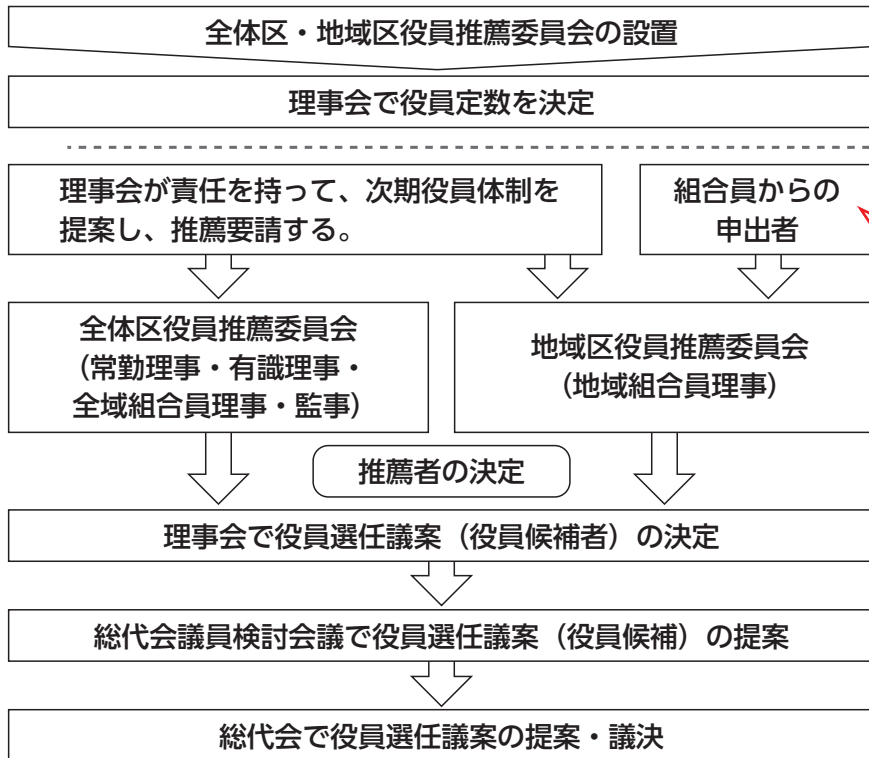 全体区・地域区役員推薦委員会の設置
理事会で役員定数を決定
理事会が責任を持って、次期役員体制を
提案し、推薦要請する。
組合員からの
申出者
全体区役員推薦委員会
（常勤理事・有識理事・
全域組合員理事・監事）
地域区役員推薦委員会
（地域組合員理事）
推薦者の決定
理事会で役員選任議案（役員候補者）の決定
総代会議員検討会議で役員選任議案（役員候補）の提案
総代会で役員選任議案の提案・議決